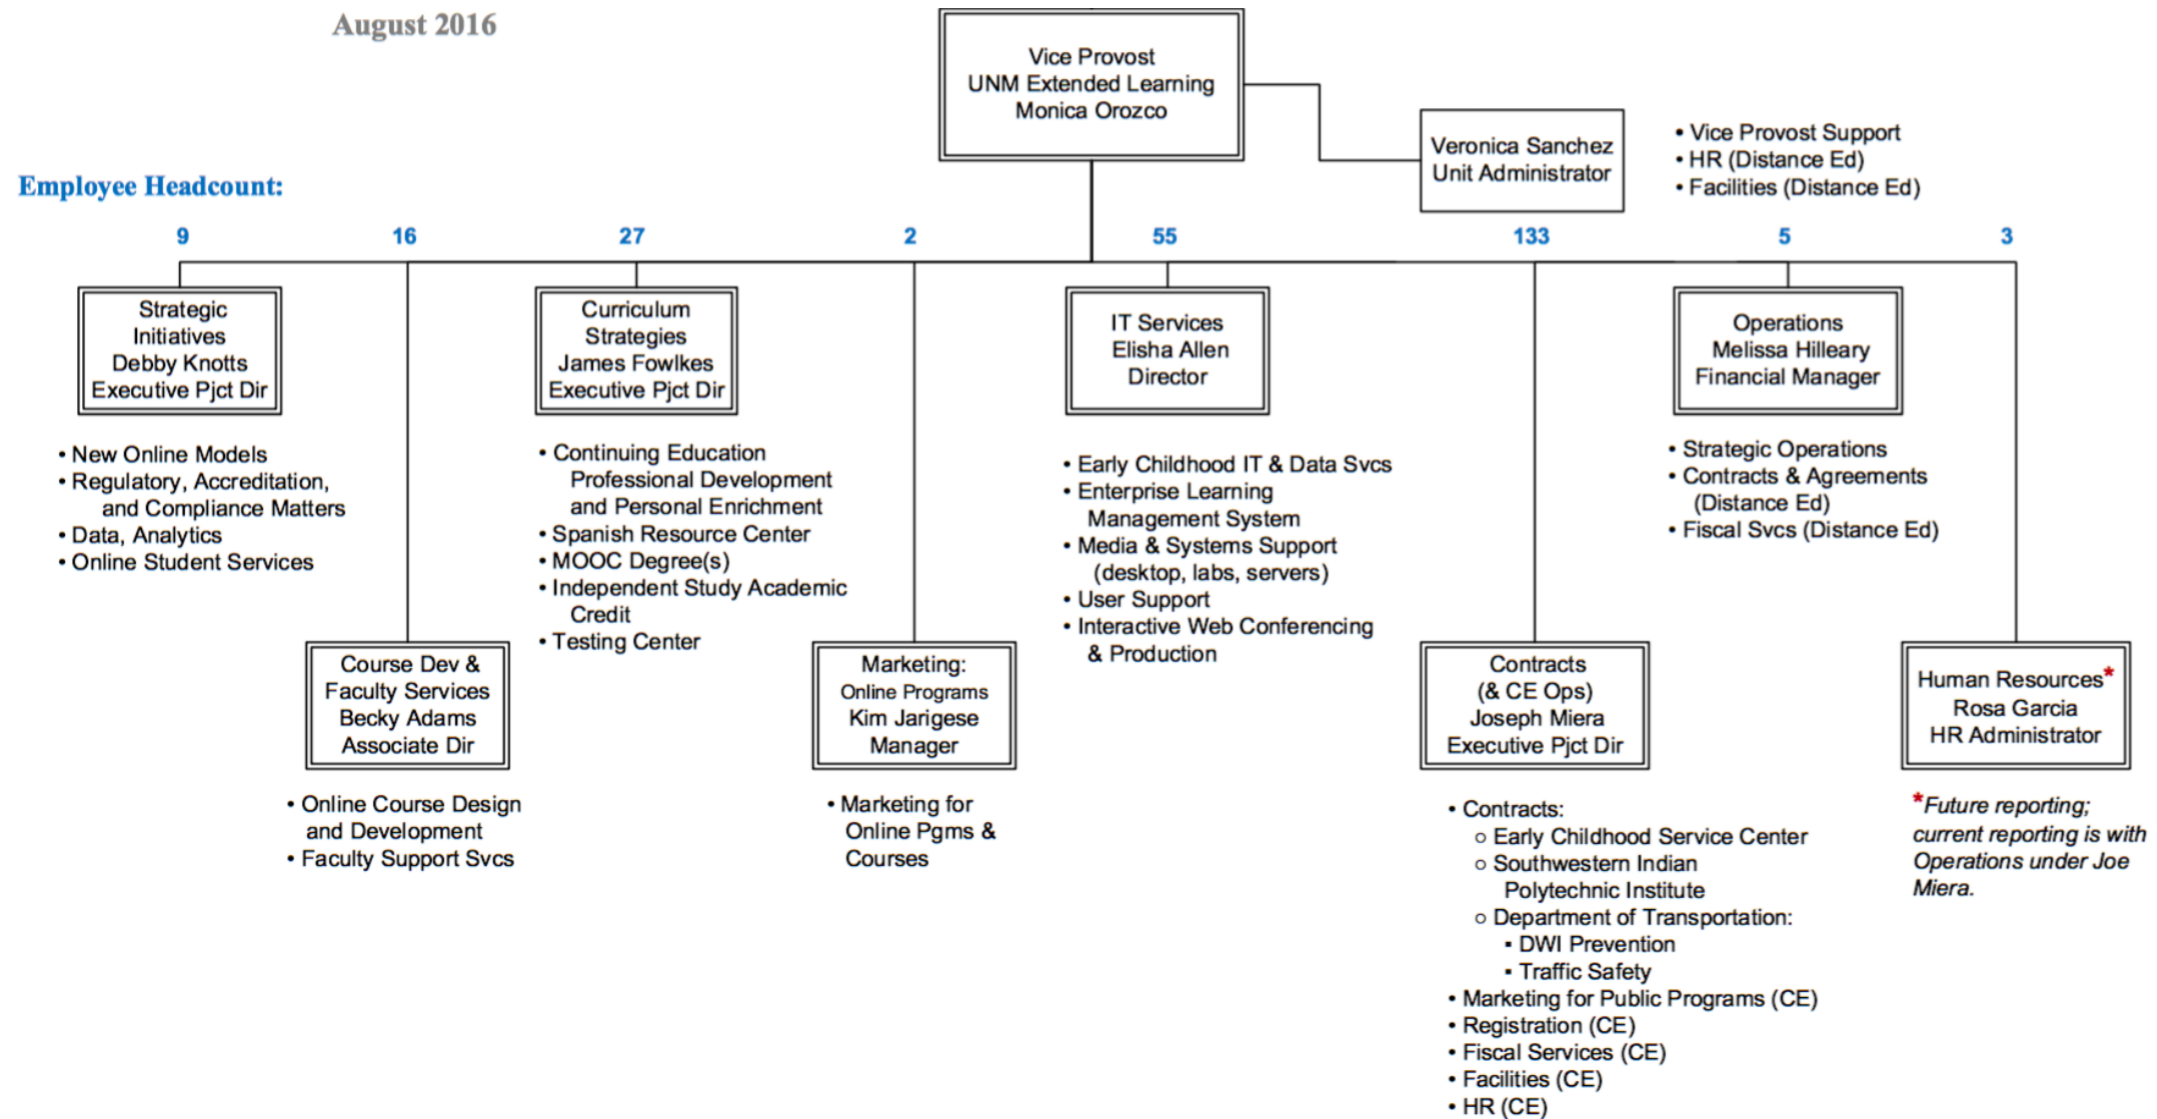 August 2016
Vice Provost
UNM Extended Learning
Monica Orozco
Veronica Sanchez
Unit Administrator
• Vice Provost Support
• HR (Distance Ed)
• Facilities (Distance Ed)
Employee Headcount:
9
16
27
2
55
133
5
3
Strategic
Initiatives
Debby Knotts
Executive Pjct Dir
• New Online Models
• Regulatory, Accreditation,
and Compliance Matters
• Data, Analytics
• Online Student Services
Course Dev &
Faculty Services
Becky Adams
Associate Dir
• Online Course Design
and Development
• Faculty Support Svcs
Curriculum
Strategies
James Fowlkes
Executive Pjct Dir
• Continuing Education
Professional Development
and Personal Enrichment
• Spanish Resource Center
• MOOC Degree(s)
• Independent Study Academic
Credit
• Testing Center
Marketing:
Online Programs
Kim Jarigese
Manager
• Marketing for
Online Pgms &
Courses
IT Services
Elisha Allen
Director
• Early Childhood IT & Data Svcs
• Enterprise Learning
Management System
• Media & Systems Support
(desktop, labs, servers)
• User Support
• Interactive Web Conferencing
& Production
Contracts
(& CE Ops)
Joseph Miera
Executive Pjct Dir
• Contracts:
○ Early Childhood Service Center
○ Southwestern Indian
Polytechnic Institute
○ Department of Transportation:
▪ DWI Prevention
▪ Traffic Safety
• Marketing for Public Programs (CE)
• Registration (CE)
• Fiscal Services (CE)
• Facilities (CE)
• HR (CE)
Operations
Melissa Hilleary
Financial Manager
• Strategic Operations
• Contracts & Agreements
(Distance Ed)
• Fiscal Svcs (Distance Ed)
Human Resources*
Rosa Garcia
HR Administrator
*Future reporting;
current reporting is with
Operations under Joe
Miera.